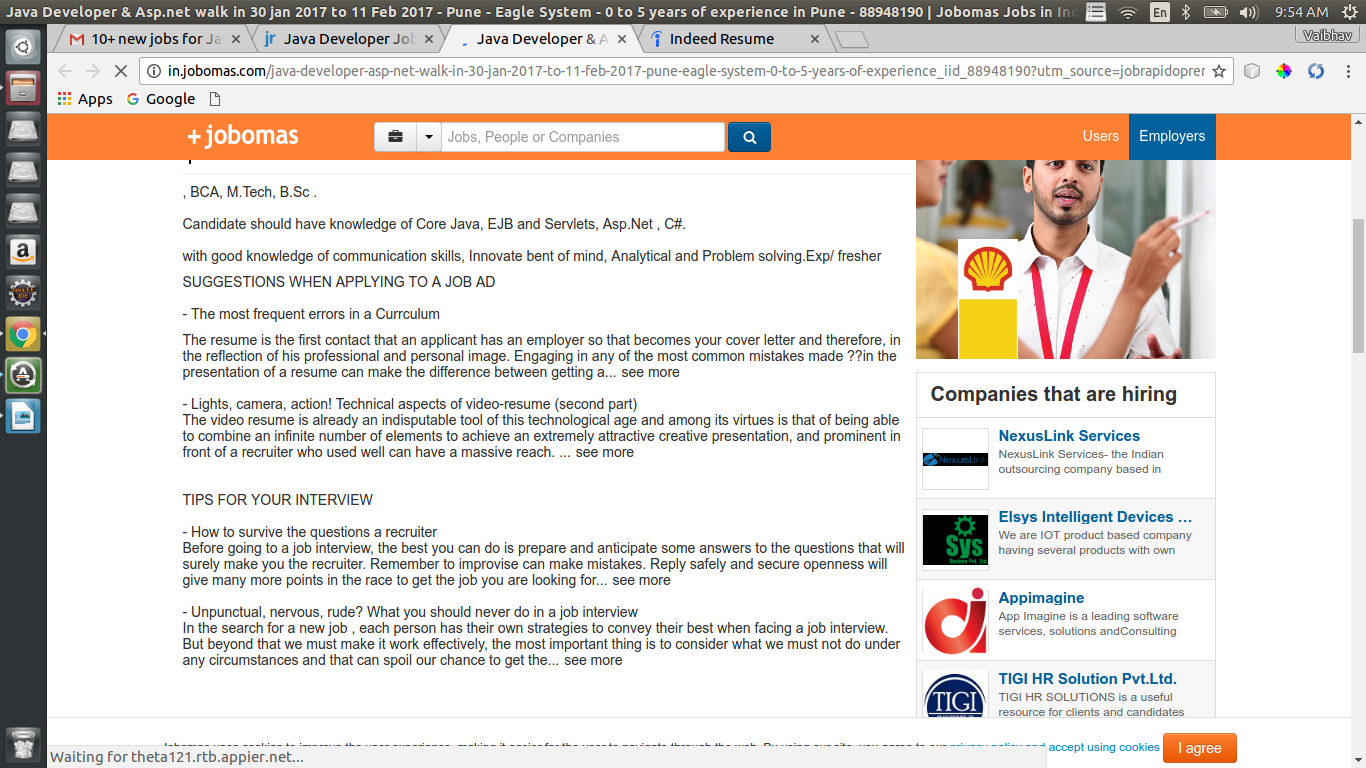 Java Developer & Asp.net walk in 30 jan 2017 to 11 Feb 2017 - Pune - Eagle System - 0 to 5 years of experience in Pune - 88948190 | Jobomas Jobs in In
En
9:54 AM
10+ new jobs for Ja
Java Developer Jo
Java Developer & A
Indeed Resume
Vaibhav
in.jobomas.com/java-developer-asp-net-walk-in-30-jan-2017-to-11-feb-2017-pune-eagle-system-0-to-5-years-of-experience_iid_88948190?utm_source=jobrapidoprer
Apps
Google
+ jobomas
Jobs, People or Companies
Users
Employers
, BCA, M.Tech, B.Sc .
Candidate should have knowledge of Core Java, EJB and Servlets, Asp.Net , C#.
with good knowledge of communication skills, Innovate bent of mind, Analytical and Problem solving.Exp/ fresher
SUGGESTIONS WHEN APPLYING TO A JOB AD
- The most frequent errors in a Currculum
The resume is the first contact that an applicant has an employer so that becomes your cover letter and therefore, in
the reflection of his professional and personal image. Engaging in any of the most common mistakes made ??in the
presentation of a resume can make the difference between getting a... see more
- Lights, camera, action! Technical aspects of video-resume (second part)
The video resume is already an indisputable tool of this technological age and among its virtues is that of being able
to combine an infinite number of elements to achieve an extremely attractive creative presentation, and prominent in
front of a recruiter who used well can have a massive reach. ... see more
TIPS FOR YOUR INTERVIEW
- How to survive the questions a recruiter
Before going to a job interview, the best you can do is prepare and anticipate some answers to the questions that will
surely make you the recruiter. Remember to improvise can make mistakes. Reply safely and secure openness will
give many more points in the race to get the job you are looking for... see more
- Unpunctual, nervous, rude? What you should never do in a job interview
In the search for a new job , each person has their own strategies to convey their best when facing a job interview.
But beyond that we must make it work effectively, the most important thing is to consider what we must not do under
any circumstances and that can spoil our chance to get the... see more
Companies that are hiring
NexusLink
NexusLink Services
NexusLink Services- the Indian
outsourcing company based in
Sys
Elsys Intelligent Devices ...
We are IOT product based company
having several products with own
Appimagine
App Imagine is a leading software
services, solutions andConsulting
TIGI
TIGI HR Solution Pvt.Ltd.
TIGI HR SOLUTIONS is a useful
resource for clients and candidates
accept using cookies
I agree
Waiting for theta121.rtb.appier.net...